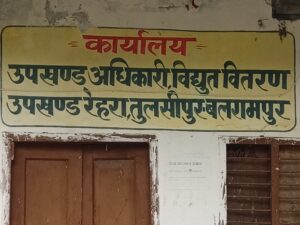 कार्यालय
उपखण्ड अधिकारी,विद्युत वितरण
उपखण्ड रेहरा,तुलसीपुर-बलरामपुर